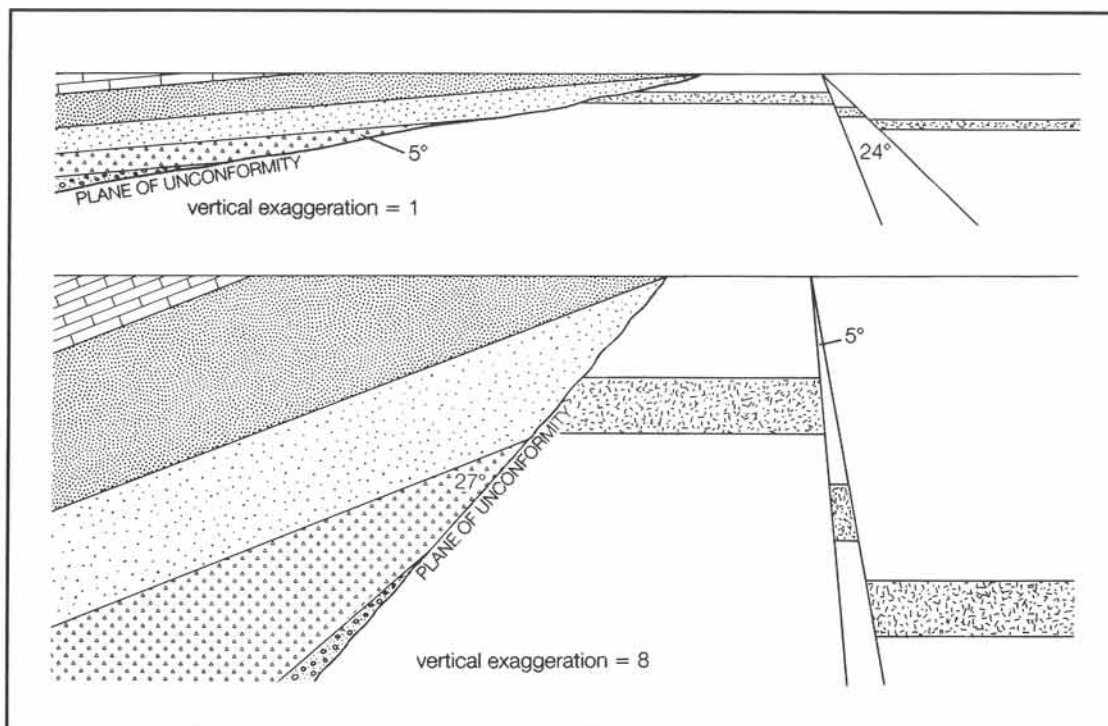 5°
24°
PLANE OF UNCONFORMITY
vertical exaggeration = 1
5°
27°
PLANE OF UNCONFORMITY
vertical exaggeration = 8